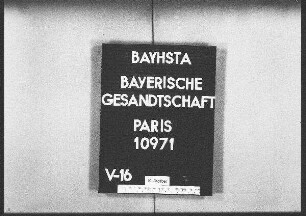 BAYHSTA
BAYERISCHE
GESANDTSCHAFT
PARIS
10971
V-16